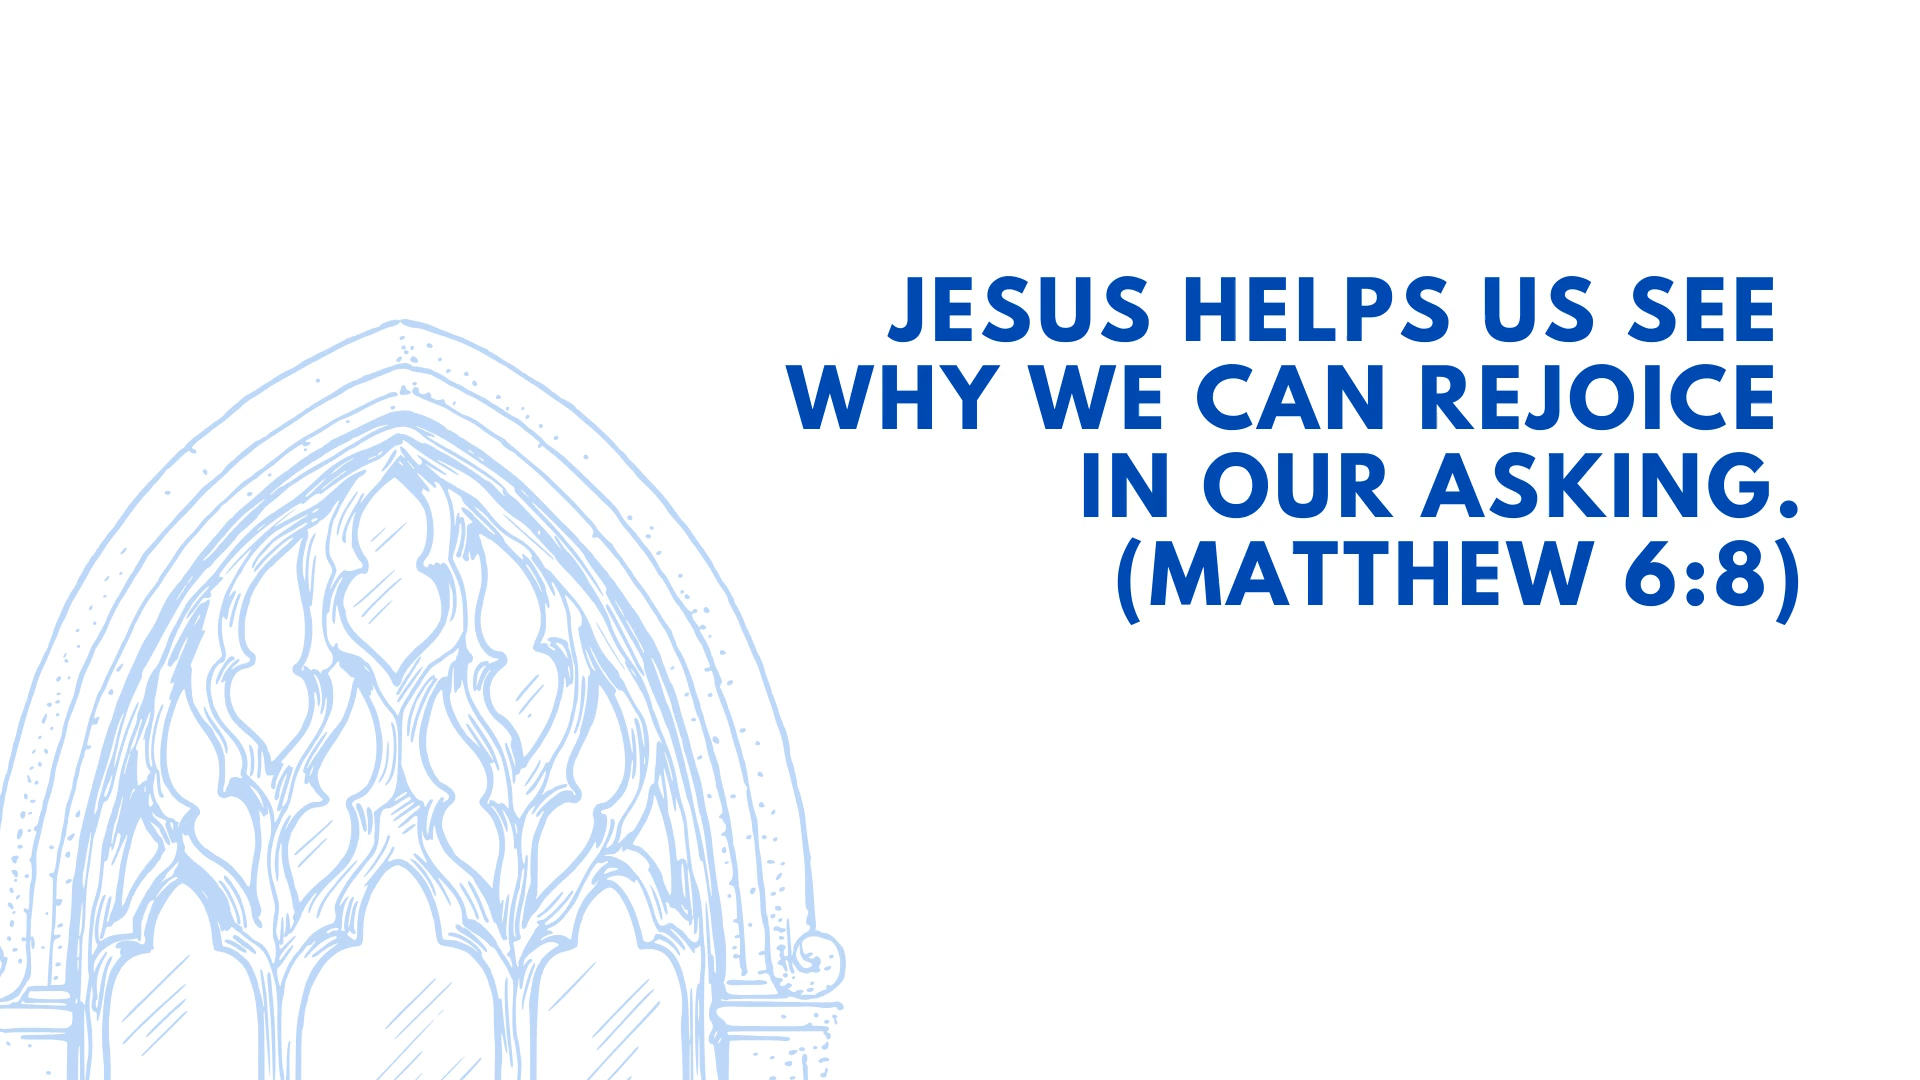 JESUS HELPS US SEE
WHY WE CAN REJOICE
IN OUR ASKING.
(MATTHEW 6:8)